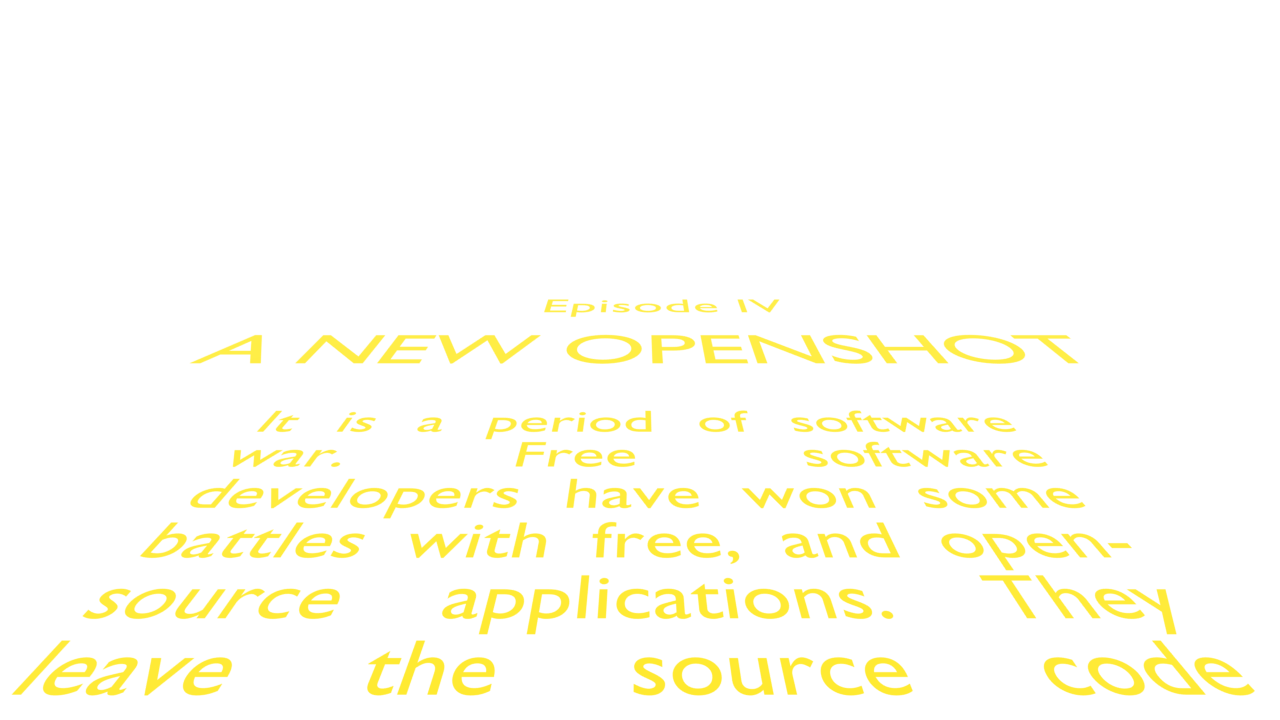 Episode IV
A NEW OPENSHOT
It is a period of software
war. Free software
developers have won some
battles with free, and open-
source applications. They
leave the source code